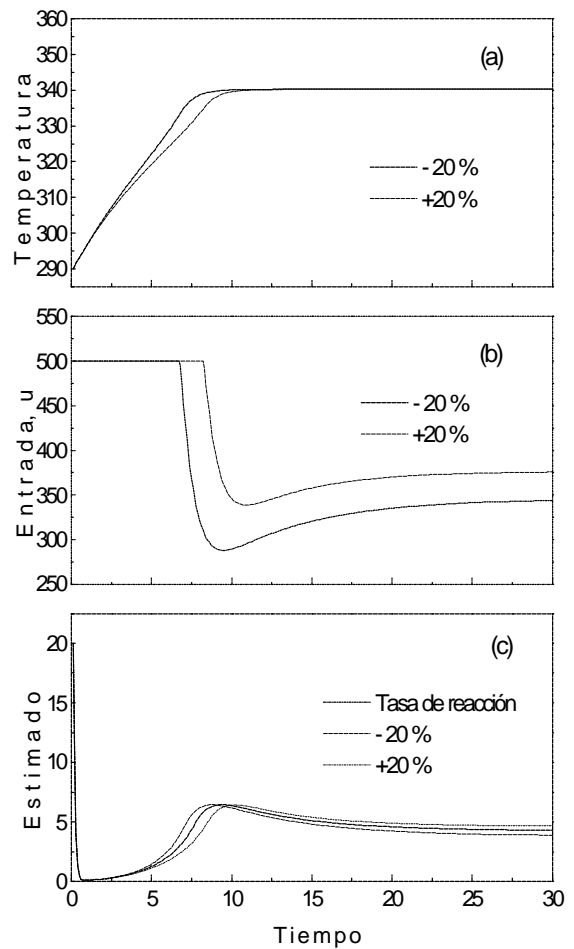 360
350
340
330
320
310
300
290
Temperatura
(a)
- 20 %
+20 %
550
500
450
400
350
300
250
Entrada, u
(b)
- 20 %
+20 %
20
15
10
5
0
Estimado
(c)
Tasa de reacción
- 20 %
+20 %
0 5 10 15 20 25 30
Tiempo